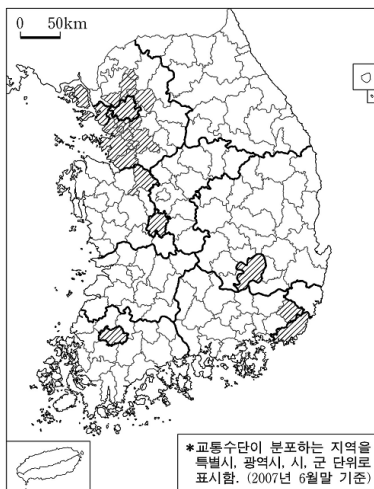 0 50km
*교통수단이 분포하는 지역을
특별시, 광역시, 시, 군 단위로
표시함. (2007년 6월말 기준)